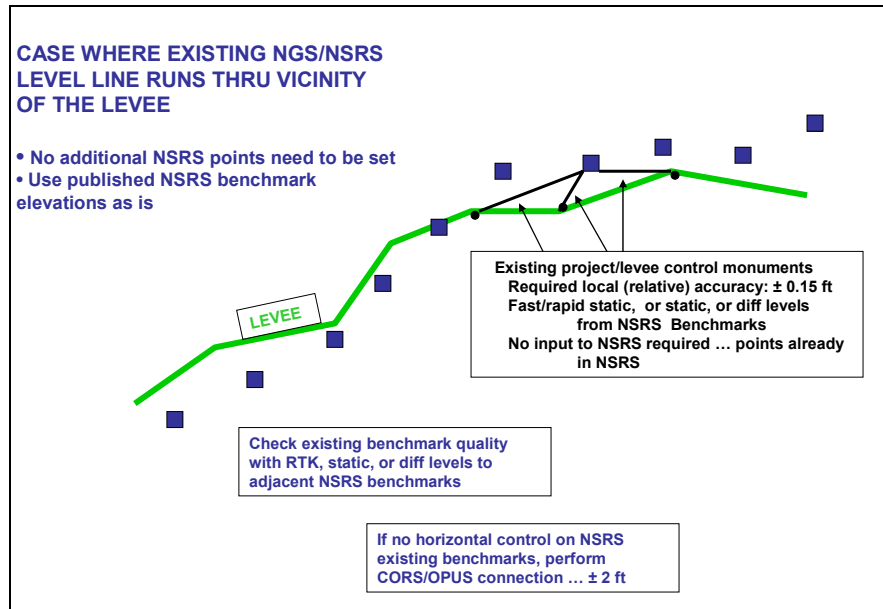 CASE WHERE EXISTING NGS/NSRS
LEVEL LINE RUNS THRU VICINITY
OF THE LEVEE
• No additional NSRS points need to be set
• Use published NSRS benchmark
elevations as is
Existing project/levee control monuments
Required local (relative) accuracy: ± 0.15 ft
Fast/rapid static, or static, or diff levels
from NSRS Benchmarks
No input to NSRS required … points already
in NSRS
LEVEE
Check existing benchmark quality
with RTK, static, or diff levels to
adjacent NSRS benchmarks
If no horizontal control on NSRS
existing benchmarks, perform
CORS/OPUS connection … ± 2 ft